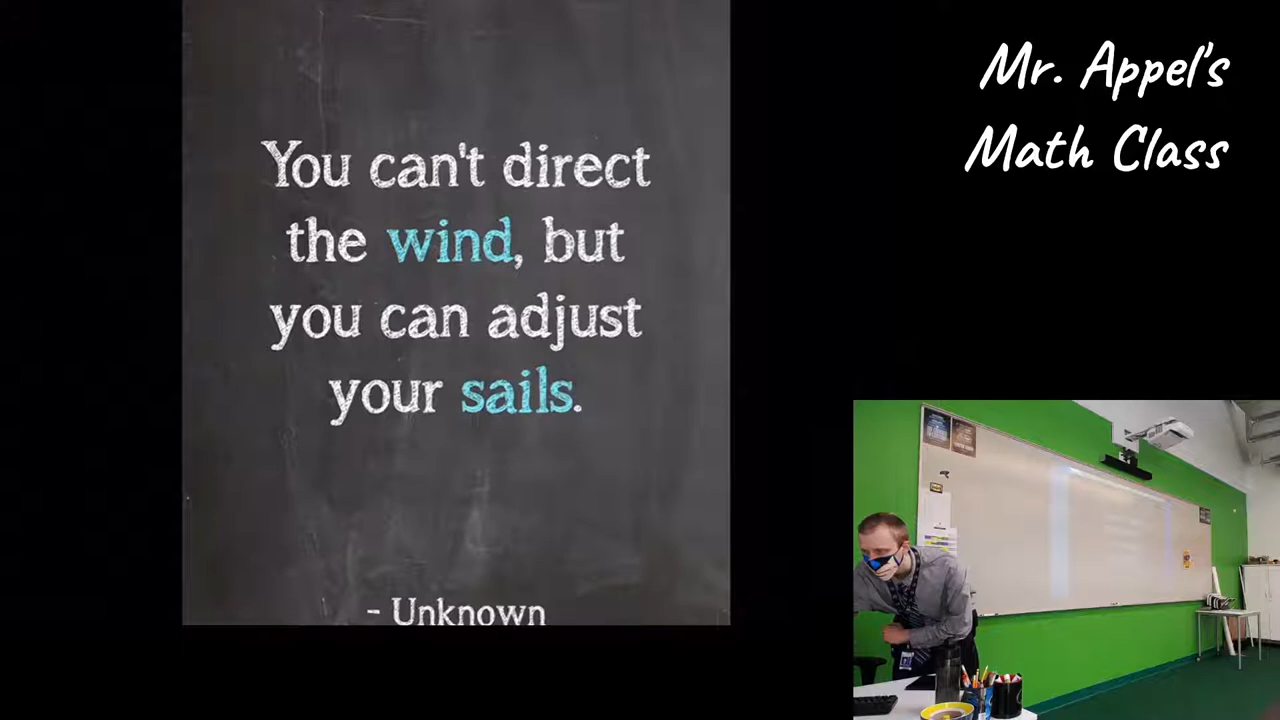 You can't direct
the wind, but
you can adjust
your sails.
- Unknown
Mr. Appel's
Math Class